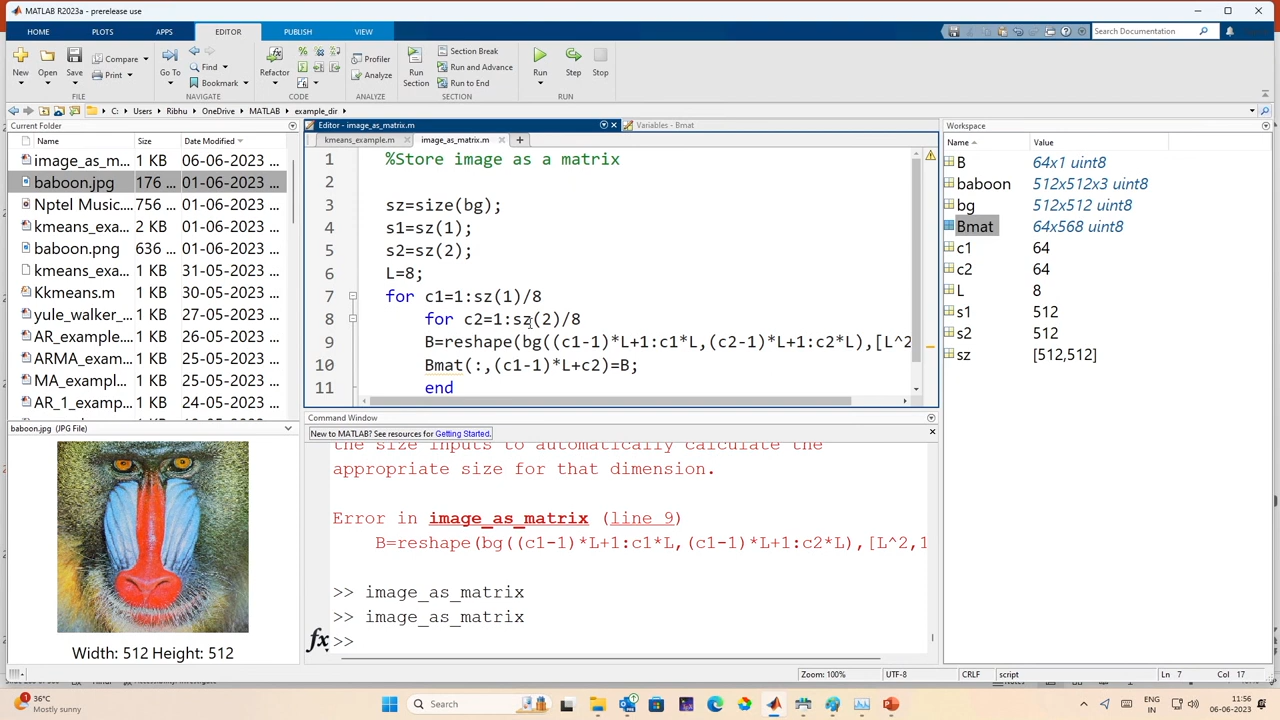 MATLAB R2023a - prerelease use
HOME PLOTS APPS EDITOR PUBLISH VIEW Search Documentation
New Open Save Compare Print Go To Find Bookmark Refactor Profiler Analyze Run Section Section Break Run and Advance Run to End Run Step Stop
FILE NAVIGATE CODE ANALYZE SECTION RUN
C: Users Ribhu OneDrive MATLAB example_dir
Current Folder
Name Size Date Modified
image_as_m... 1 KB 06-06-2023 ...
baboon.jpg 176 ... 01-06-2023 ...
Nptel Music.... 756 ... 01-06-2023 ...
kmeans_exa... 2 KB 01-06-2023 ...
baboon.png 636 ... 01-06-2023 ...
kmeans_exa... 1 KB 31-05-2023 ...
Kkmeans.m 1 KB 30-05-2023 ...
yule_walker_... 1 KB 27-05-2023 ...
AR_example... 1 KB 25-05-2023 ...
ARMA_exam... 1 KB 25-05-2023 ...
MA_example... 1 KB 25-05-2023 ...
AR_1_exam... 1 KB 24-05-2023 ...
baboon.jpg (JPG File)
Width: 512 Height: 512
Editor - image_as_matrix.m
Variables - Bmat
kmeans_example.m image_as_matrix.m
1 %Store image as a matrix
2
3 sz=size(bg);
4 s1=sz(1);
5 s2=sz(2);
6 L=8;
7 for c1=1:sz(1)/8
8 for c2=1:sz(2)/8
9 B=reshape(bg((c1-1)*L+1:c1*L,(c2-1)*L+1:c2*L),[L^2
10 Bmat(:,(c1-1)*L+c2)=B;
11 end
Command Window
New to MATLAB? See resources for Getting Started.
the size inputs to automatically calculate the
appropriate size for that dimension.
Error in image_as_matrix (line 9)
B=reshape(bg((c1-1)*L+1:c1*L,(c1-1)*L+1:c2*L),[L^2,1
>> image_as_matrix
>> image_as_matrix
fx >>
Workspace
Name Value
B 64x1 uint8
baboon 512x512x3 uint8
bg 512x512 uint8
Bmat 64x568 uint8
c1 64
c2 64
L 8
s1 512
s2 512
sz [512,512]
Zoom: 100% UTF-8 CRLF script Ln 7 Col 17
36°C
Mostly sunny
Search
ENG
IN
11:56
06-06-2023